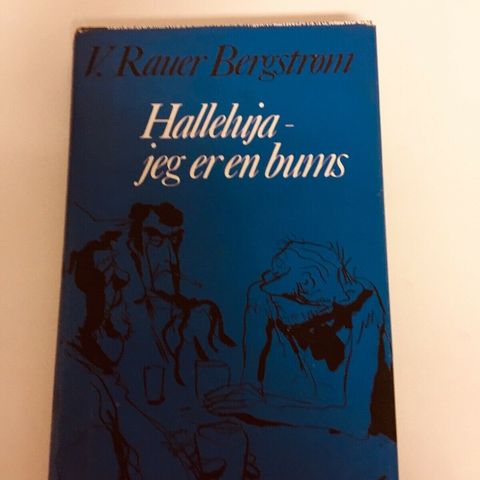 V. Rauer Bergstrøm
Halleluja -
jeg er en bums